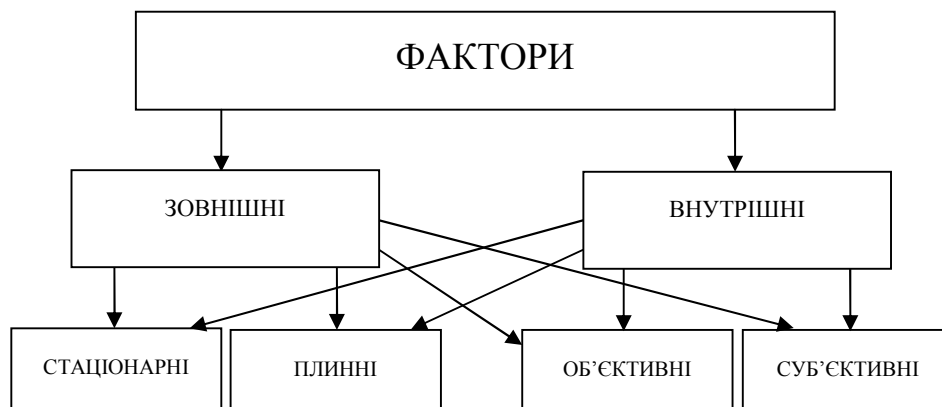 ФАКТОРИ
ЗОВНІШНІ
ВНУТРІШНІ
СТАЦІОНАРНІ
ПЛИННІ
ОБ’ЄКТИВНІ
СУБ’ЄКТИВНІ